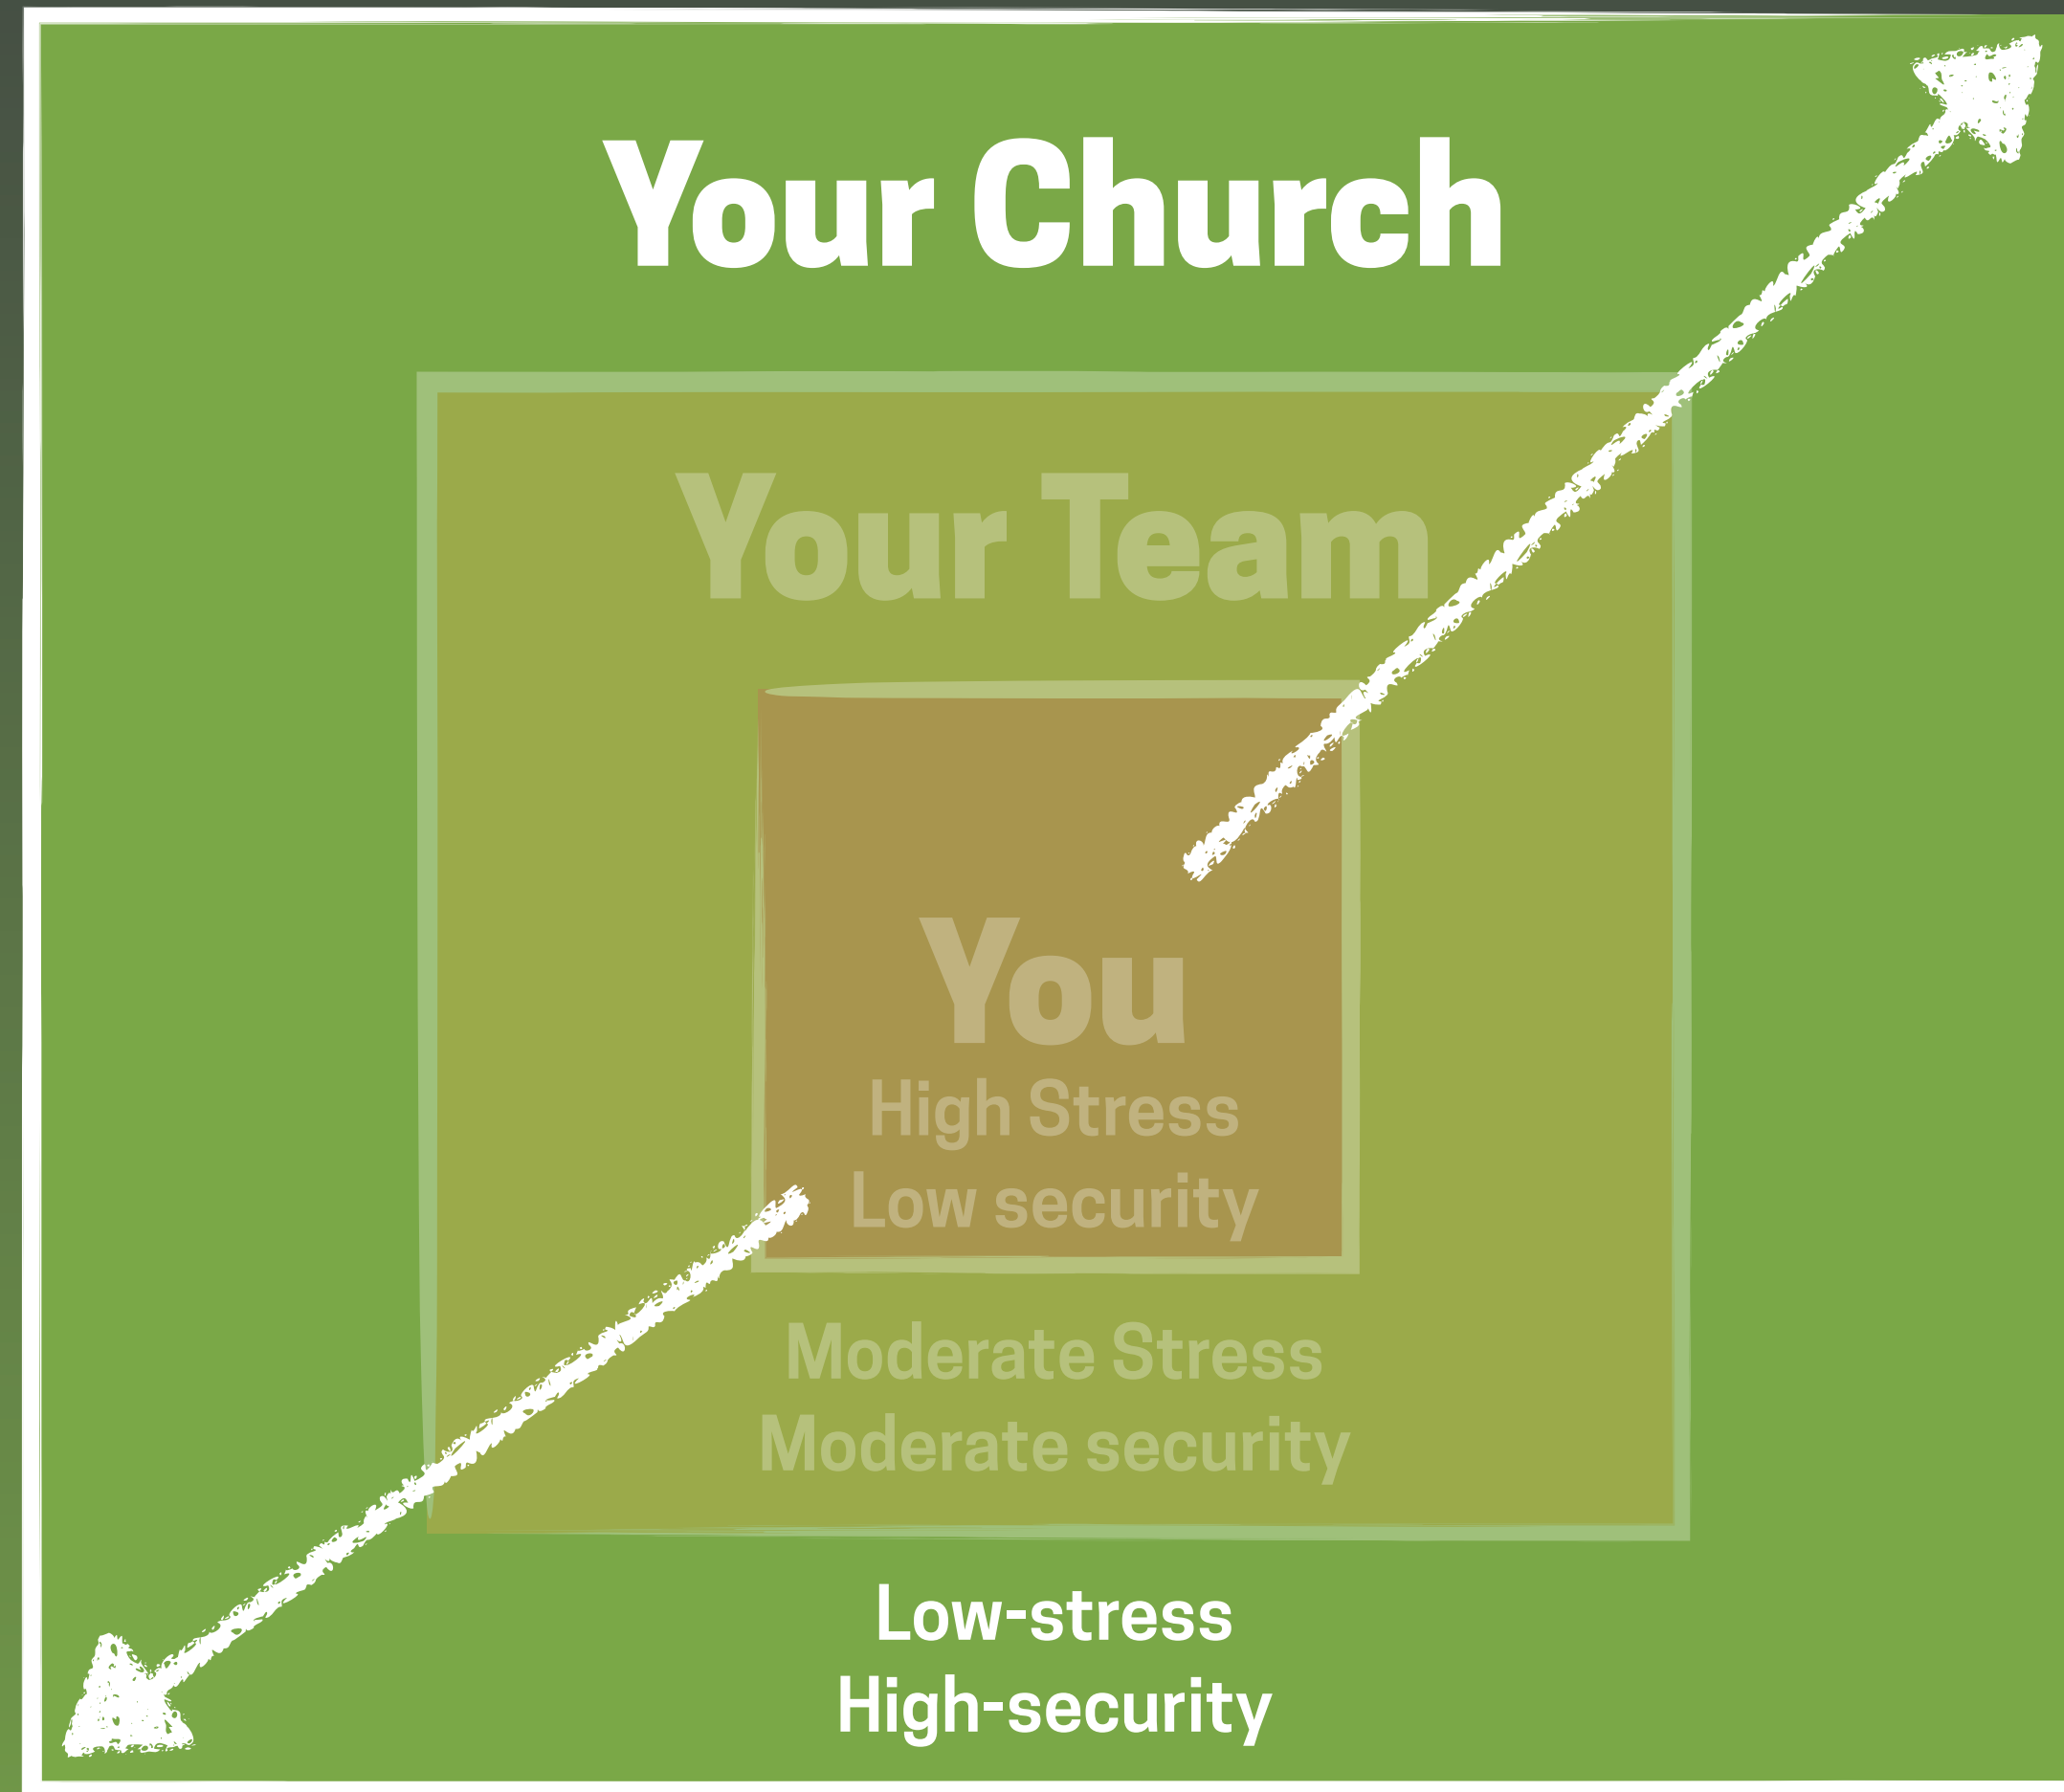 Your Church
Your Team
You
High Stress
Low security
Moderate Stress
Moderate security
Low-stress
High-security